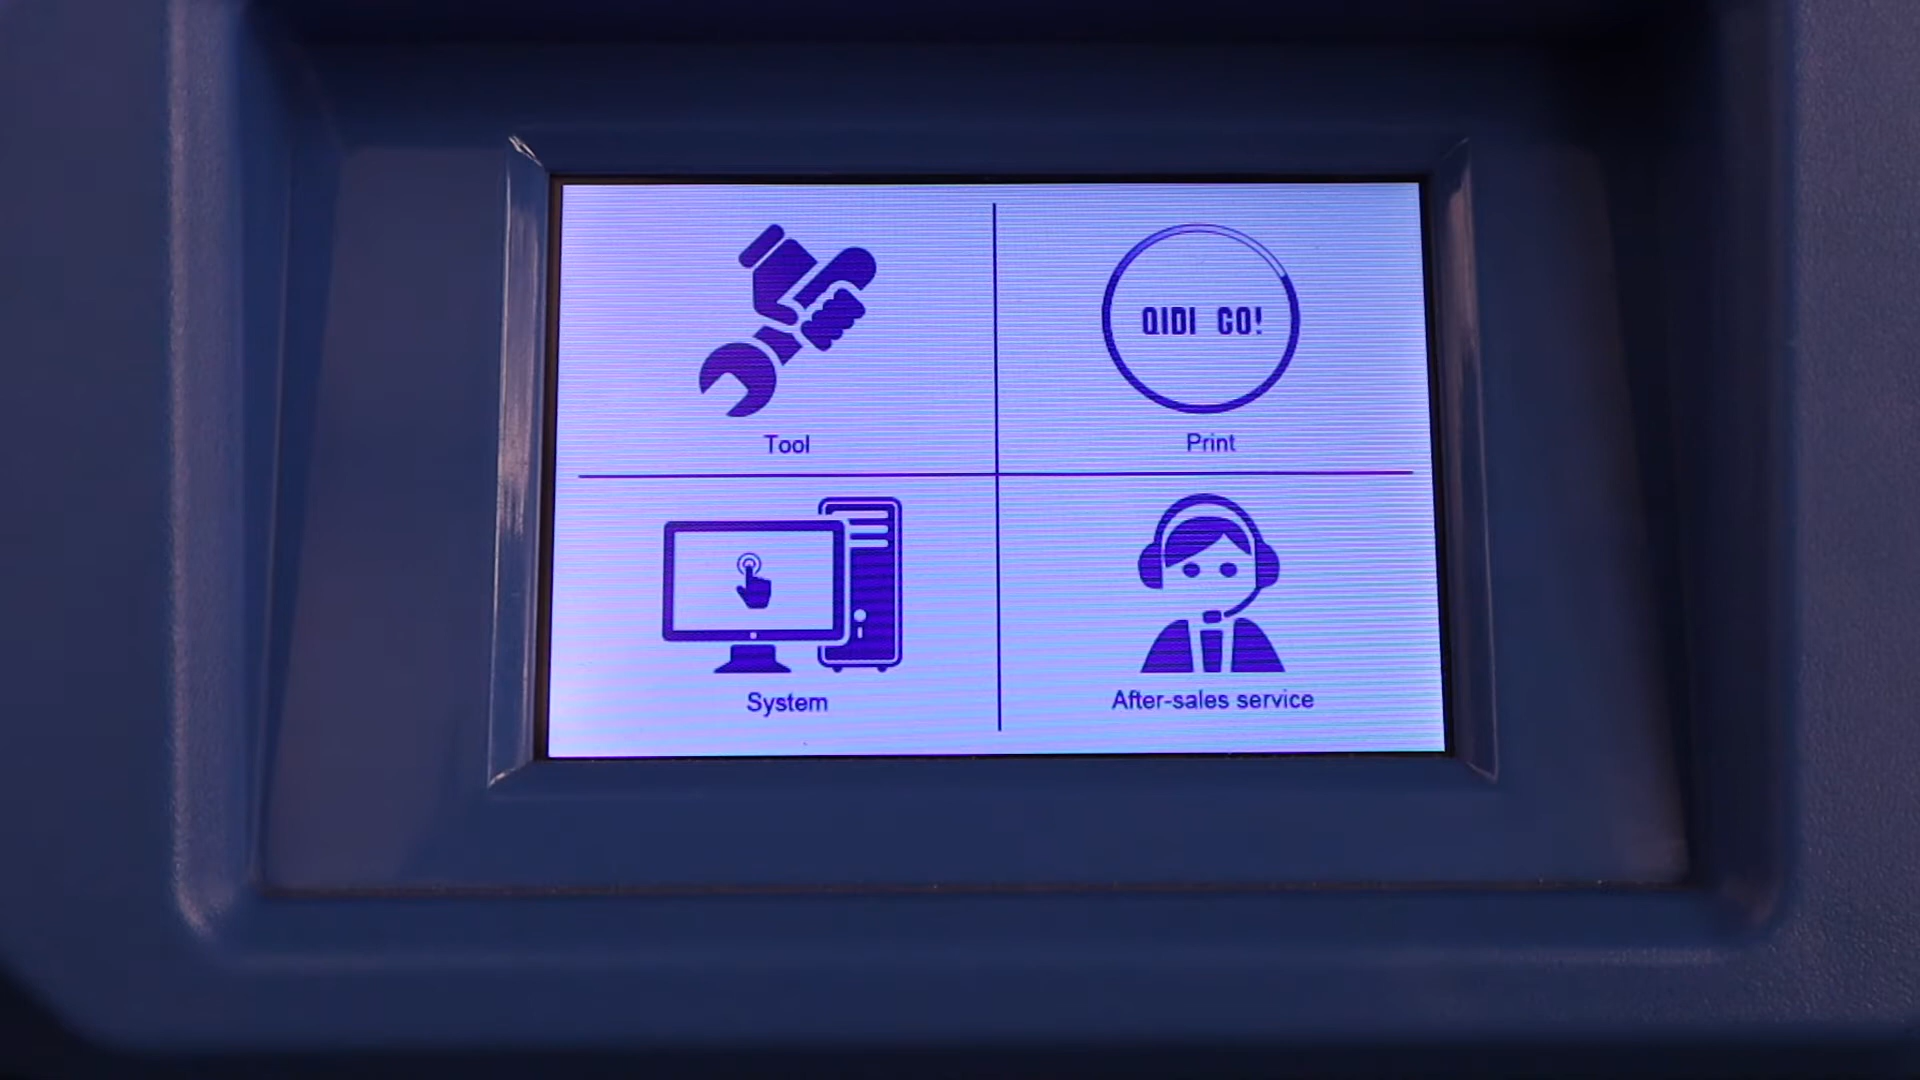 QIDI GO!
Tool
Print
System
After-sales service